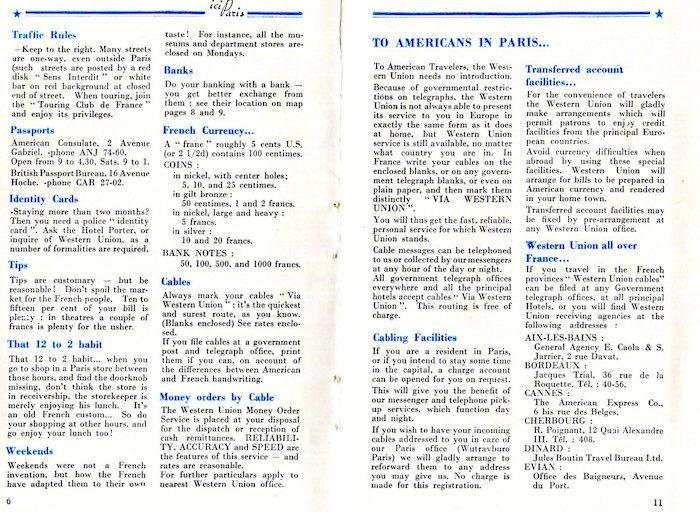 ici
Paris
Traffic Rules
—Keep to the right. Many streets
are one-way, even outside Paris
(such streets are posted by a red
disk “ Sens Interdit ” or white
bar on red background at closed
end of street. When touring, join
the “ Touring Club de France ”
and enjoy its privileges.
Passports
American Consulate, 2 Avenue
Gabriel. -phone ANJ 74-60.
Open from 9 to 4.30, Sats. 9 to 1.
British Passport Bureau, 16 Avenue
Hoche. -phone CAR 27-02.
Identity Cards
-Staying more than two months?
Then you need a police “ identity
card ”. Ask the Hotel Porter, or
inquire of Western Union, as a
number of formalities are required.
Tips
Tips are customary — but be
reasonable! Don't spoil the mar-
ket for the French people. Ten to
fifteen per cent of your bill is
plenty : in theatres a couple of
francs is plenty for the usher.
That 12 to 2 habit
That 12 to 2 habit... when you
go to shop in a Paris store between
those hours, and find the doorknob
missing, don't think the store is
in receivership, the storekeeper is
merely enjoying his lunch. It's
an old French custom... So do
your shopping at other hours, and
go enjoy your lunch too!
Weekends
Weekends were not a French
invention, but how the French
have adapted them to their own
6
taste! For instance, all the mu-
seums and department stores are-
closed on Mondays.
Banks
Do your banking with a bank —
you get better exchange from
them : see their location on map
pages 8 and 9.
French Currency...
A “ franc ” roughly 5 cents U.S.
(or 2 1/2d) contains 100 centimes.
COINS :
in nickel, with center holes;
5, 10, and 25 centimes.
in gilt bronze :
50 centimes, 1 and 2 francs.
in nickel, large and heavy :
5 francs.
in silver :
10 and 20 francs.
BANK NOTES :
50, 100, 500, and 1000 francs.
Cables
Always mark your cables “ Via
Western Union ” : it's the quickest
and surest route, as you know.
(Blanks enclosed) See rates enclo-
sed.
If you file cables at a government
post and telegraph office, print
them if you can, on account of
the differences between American
and French handwriting.
Money orders by Cable
The Western Union Money Order
Service is placed at your disposal
for the dispatch or reception of
cash remittances. RELIABILI-
TY, ACCURACY and SPEED are
the features of this service — and
rates are reasonable.
For further particulars apply to
nearest Western Union office.
TO AMERICANS IN PARIS...
To American Travelers, the West-
ern Union needs no introduction.
Because of governmental restric-
tions on telegraphs, the Western
Union is not always able to present
its service to you in Europe in
exactly the same form as it does
at home, but Western Union
service is still available, no matter
what country you are in. In
France write your cables on the
enclosed blanks, or on any govern-
ment telegraph blanks, or even on
plain paper, and then mark them
distinctly “VIA WESTERN
UNION”.
You will thus get the fast, reliable,
personal service for which Western
Union stands.
Cable messages can be telephoned
to us or collected by our messengers
at any hour of the day or night.
All government telegraph offices
everywhere and all the principal
hotels accept cables “ Via Western
Union ”. This routing is free of
charge.
Cabling Facilities
If you are a resident in Paris,
or if you intend to stay some time
in the capital, a charge account
can be opened for you on request.
This will give you the benefit of
our messenger and telephone pick-
up services, which function day
and night.
If you wish to have your incoming
cables addressed to you in care of
our Paris office (Wutravburo
Paris) we will gladly arrange to
reforward them to any address
you may give us. No charge is
made for this registration.
Transferred account
facilities...
For the convenience of travelers
the Western Union will gladly
make arrangements which will
permit patrons to enjoy credit
facilities from the principal Euro-
pean countries.
Avoid currency difficulties when
abroad by using these special
facilities. Western Union will
arrange for bills to be prepared in
American currency and rendered
in your home town.
Transferred account facilities may
be fixed by pre-arrangement at
any Western Union office.
Western Union all over
France...
If you travel in the French
provinces “ Western Union cables”
can be filed at any Government
telegraph offices, at all principal
Hotels, or you will find Western
Union receiving agencies at the
following addresses :
AIX-LES-BAINS :
General Agency E. Caola & S.
Jarrier, 2 rue Davat.
BORDEAUX :
Jacques Trial, 36 rue de la
Roquette. Tél. : 40-56.
CANNES :
The American Express Co.,
6 bis rue des Belges.
CHERBOURG :
R. Poignant, 12 Quai Alexandre
III, Tél. : 408.
DINARD :
Jules Boutin Travel Bureau Ltd.
EVIAN :
Office des Baigneurs, Avenue
du Port.
11